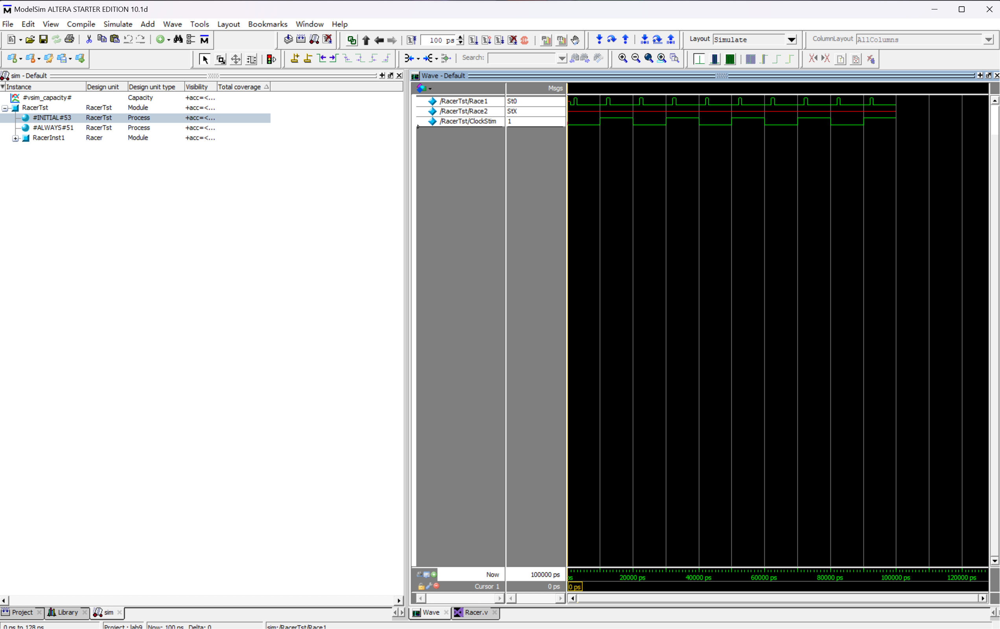 ModelSim ALTERA STARTER EDITION 10.1d
File Edit View Compile Simulate Add Wave Tools Layout Bookmarks Window Help
100 ps Layout Simulate ColumnLayout AllColumns
Search:
sim - Default
Instance Design unit Design unit type Visibility Total coverage
#vsim_capacity# Capacity +acc=<...
RacerTst RacerTst Module +acc=<...
#INITIAL#53 RacerTst Process +acc=<...
#ALWAYS#51 RacerTst Process +acc=<...
RacerInst1 Racer Module +acc=<...
Wave - Default
Msgs
/RacerTst/Race1 St0
/RacerTst/Race2 StX
/RacerTst/ClockStim 1
Now 100000 ps
ps 20000 ps 40000 ps 60000 ps 80000 ps 100000 ps 120000 ps
Cursor 1 0 ps
0 ps
Project Library sim
Wave Racer.v
0 ps to 128 ns Project : lab9 Now: 100 ns Delta: 0 sim:/RacerTst/Race1